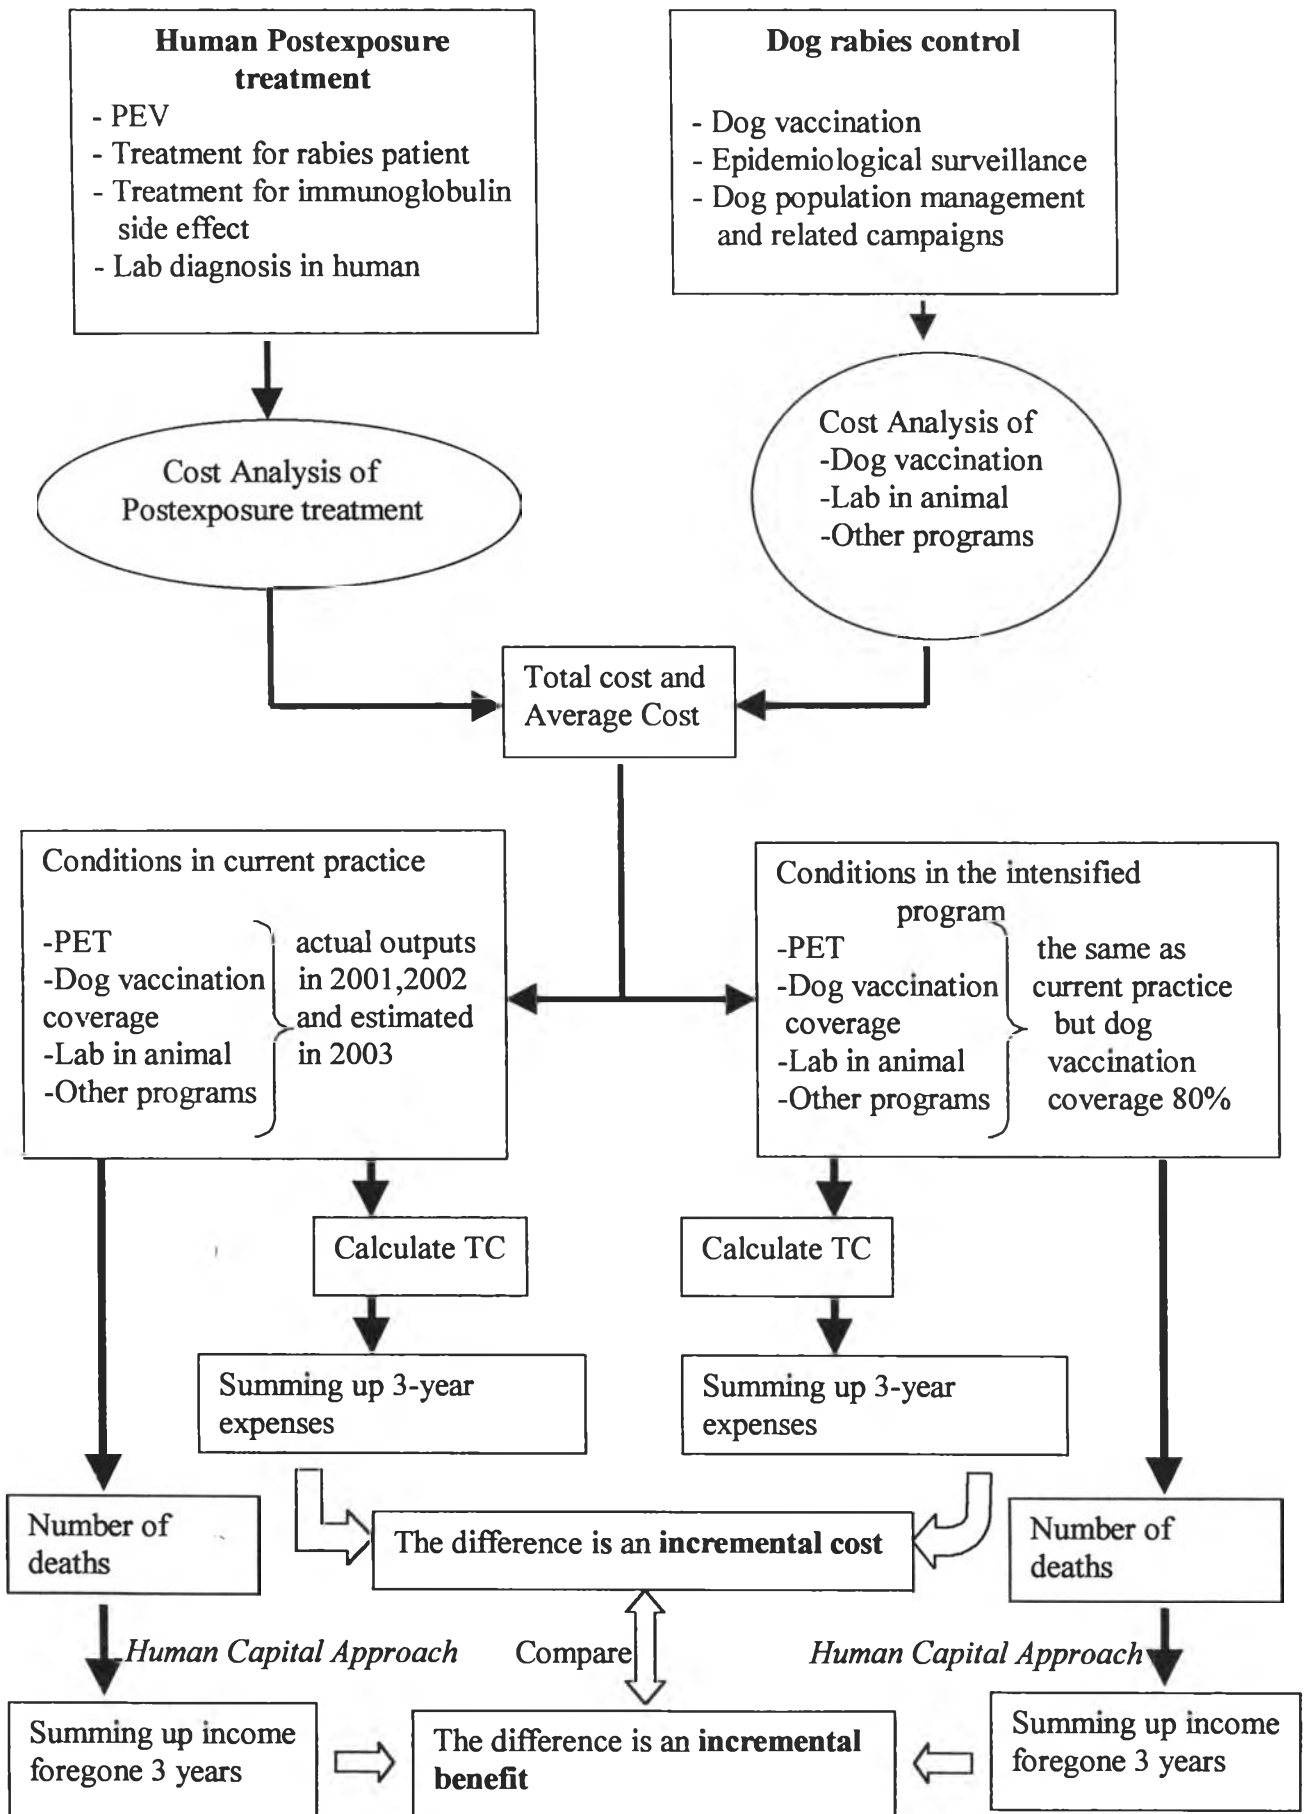 Human Postexposure
treatment
- PEV
- Treatment for rabies patient
- Treatment for immunoglobulin
side effect
- Lab diagnosis in human
Dog rabies control
- Dog vaccination
- Epidemiological surveillance
- Dog population management
and related campaigns
Cost Analysis of
Postexposure treatment
Cost Analysis of
-Dog vaccination
-Lab in animal
-Other programs
Total cost and
Average Cost
Conditions in current practice
-PET
-Dog vaccination
coverage
-Lab in animal
-Other programs
actual outputs
in 2001,2002
and estimated
in 2003
Conditions in the intensified
program
-PET
-Dog vaccination
coverage
-Lab in animal
-Other programs
the same as
current practice
but dog
vaccination
coverage 80%
Calculate TC
Calculate TC
Summing up 3-year
expenses
Summing up 3-year
expenses
Number of
deaths
The difference is an incremental cost
Number of
deaths
Human Capital Approach
Compare
Human Capital Approach
Summing up income
foregone 3 years
The difference is an incremental
benefit
Summing up income
foregone 3 years